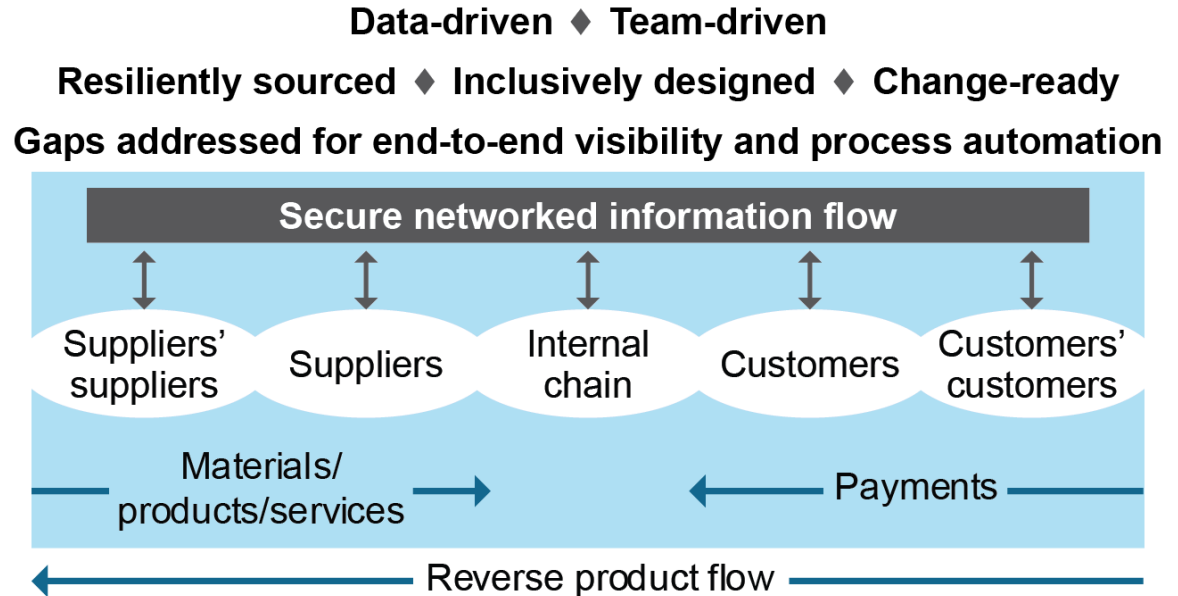 Data-driven ♦ Team-driven
Resiliently sourced ♦ Inclusively designed ♦ Change-ready
Gaps addressed for end-to-end visibility and process automation
Secure networked information flow
Suppliers’
suppliers
Suppliers
Internal
chain
Customers
Customers’
customers
Materials/
products/services
Payments
Reverse product flow